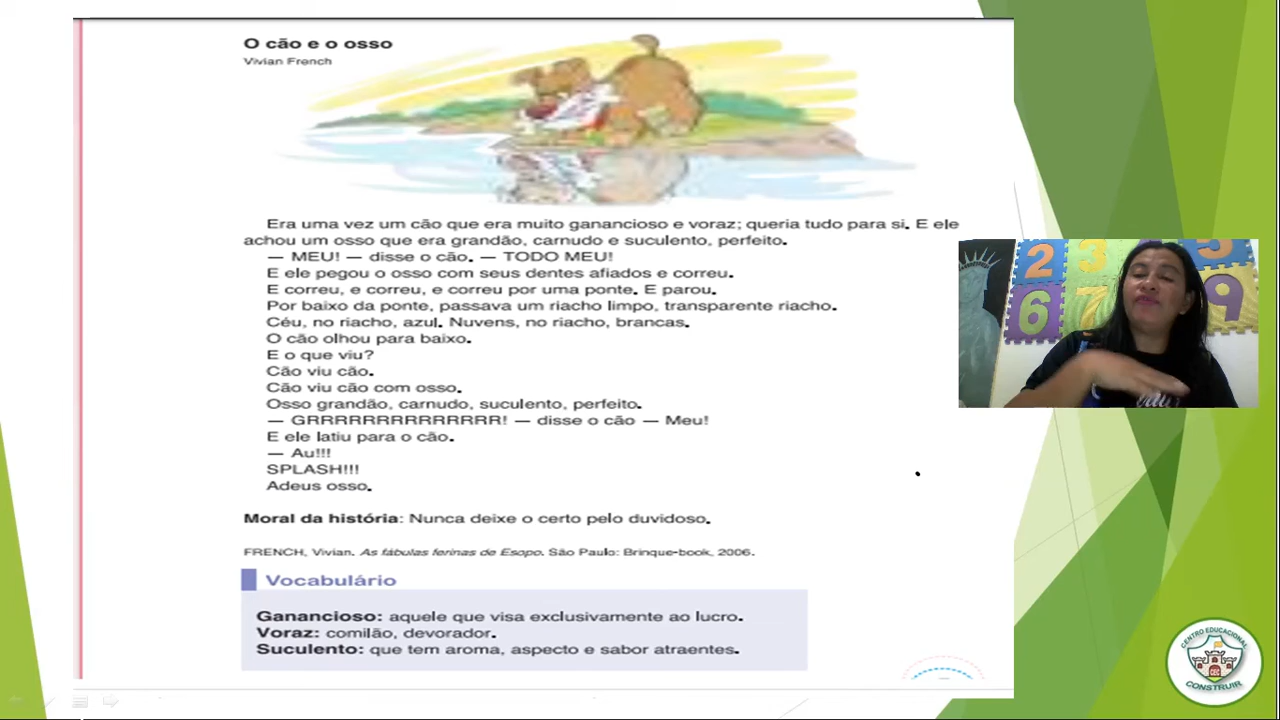 O cão e o osso
Vivian French
Era uma vez um cão que era muito ganancioso e voraz; queria tudo para si. E ele
achou um osso que era grandão, carnudo e suculento, perfeito.
— MEU! — disse o cão. — TODO MEU!
E ele pegou o osso com seus dentes afiados e correu.
E correu, e correu, e correu por uma ponte. E parou.
Por baixo da ponte, passava um riacho limpo, transparente riacho.
Céu, no riacho, azul. Nuvens, no riacho, brancas.
O cão olhou para baixo.
E o que viu?
Cão viu cão.
Cão viu cão com osso.
Osso grandão, carnudo, suculento, perfeito.
— GRRRRRRRRRRRRRRR! — disse o cão — Meu!
E ele latiu para o cão.
— Au!!!
SPLASH!!!
Adeus osso.
Moral da história: Nunca deixe o certo pelo duvidoso.
FRENCH, Vivian. As fábulas ferinas de Esopo. São Paulo: Brinque-book, 2006.
Vocabulário
Ganancioso: aquele que visa exclusivamente ao lucro.
Voraz: comilão, devorador.
Suculento: que tem aroma, aspecto e sabor atraentes.
2 3 5
6 7 9
CENTRO EDUCACIONAL
CEC
CONSTRUIR